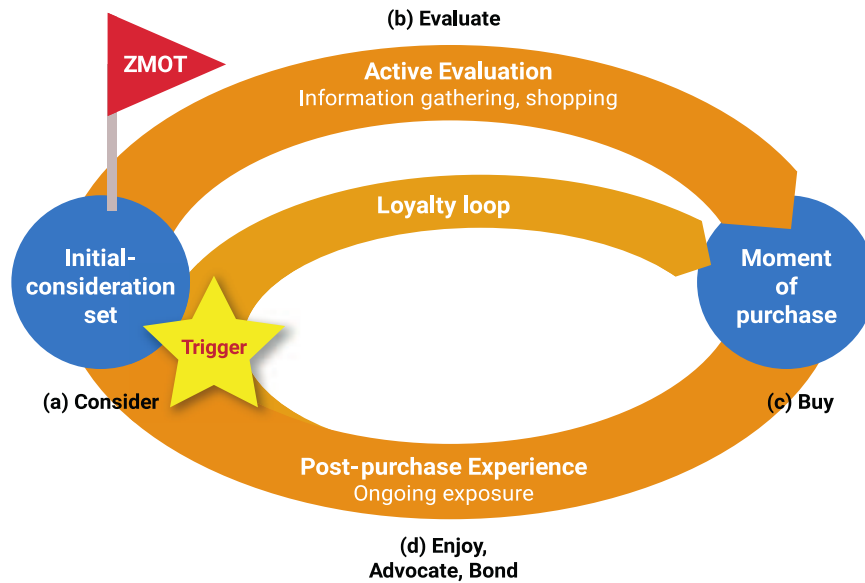 (b) Evaluate
ZMOT
Active Evaluation
Information gathering, shopping
Loyalty loop
Initial-
consideration
set
Moment
of
purchase
Trigger
(a) Consider
(c) Buy
Post-purchase Experience
Ongoing exposure
(d) Enjoy,
Advocate, Bond